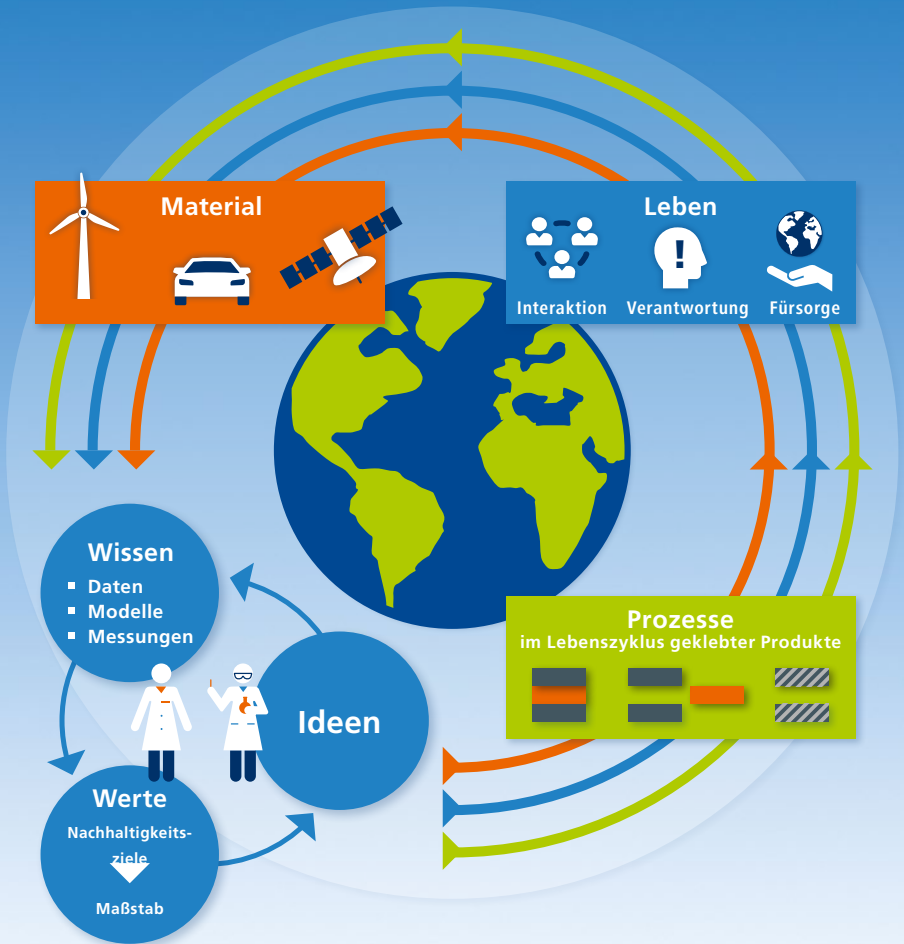 Material
Leben
!
Interaktion
Verantwortung
Fürsorge
Wissen
Daten
Modelle
Messungen
Ideen
Werte
Nachhaltigkeits-
ziele
Maßstab
Prozesse
im Lebenszyklus geklebter Produkte